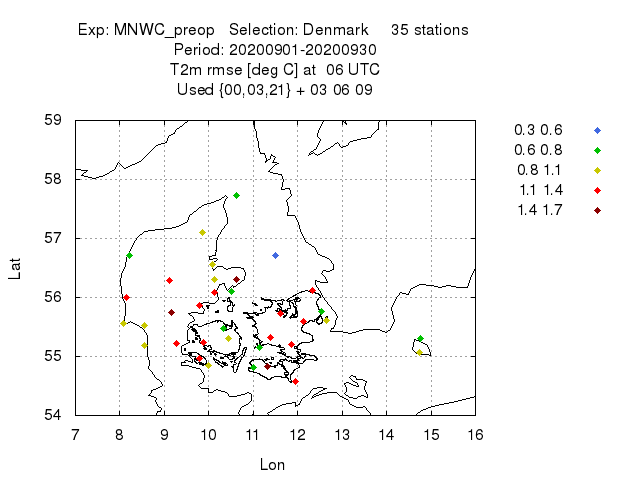 Exp: MNWC_preop   Selection: Denmark     35 stations
Period: 20200901-20200930
T2m rmse [deg C] at  06 UTC
Used {00,03,21} + 03 06 09
59
58
57
56
55
54
Lat
7 8 9 10 11 12 13 14 15 16
Lon
0.3 0.6
0.6 0.8
0.8 1.1
1.1 1.4
1.4 1.7